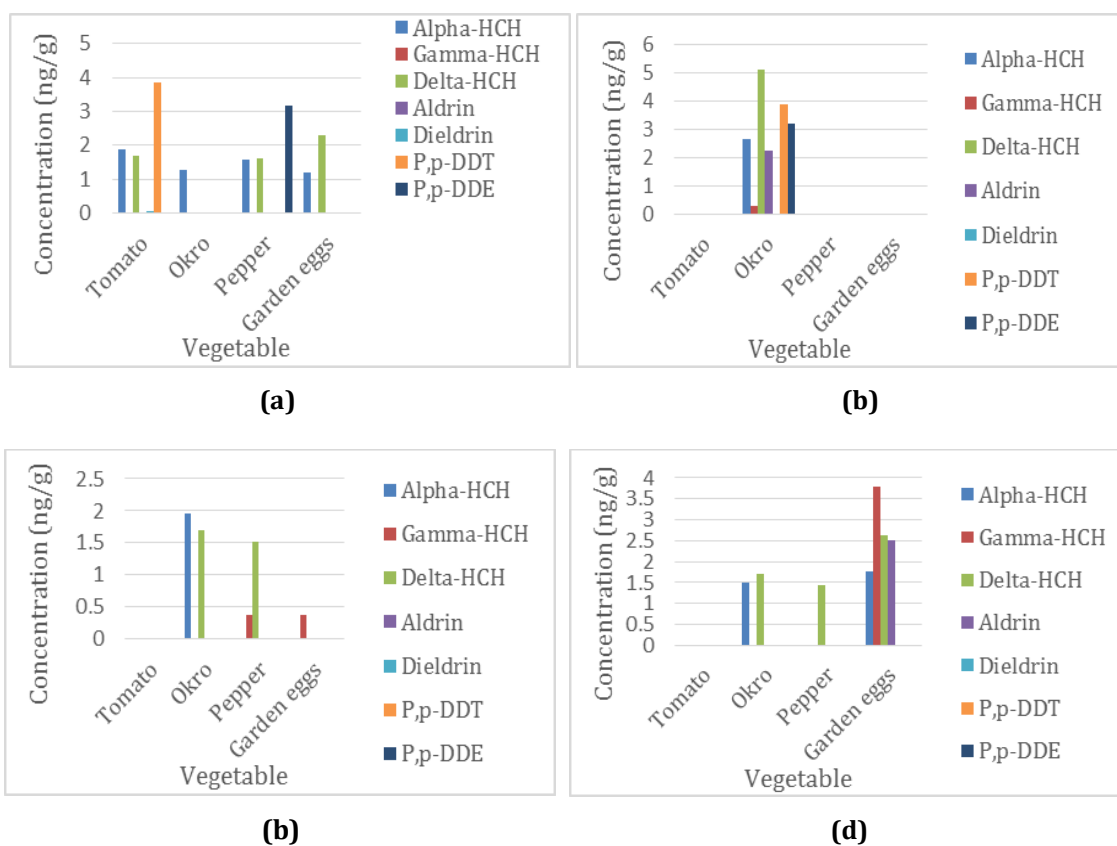 Concentration (ng/g)
5
4
3
2
1
0
Tomato
Okro
Pepper
Garden eggs
Vegetable
Alpha-HCH
Gamma-HCH
Delta-HCH
Aldrin
Dieldrin
P,p-DDT
P,p-DDE
(a)
Concentration (ng/g)
6
5
4
3
2
1
0
Tomato
Okro
Pepper
Garden eggs
Vegetable
Alpha-HCH
Gamma-HCH
Delta-HCH
Aldrin
Dieldrin
P,p-DDT
P,p-DDE
(b)
Concentration (ng/g)
2.5
2
1.5
1
0.5
0
Tomato
Okro
Pepper
Garden eggs
Vegetable
Alpha-HCH
Gamma-HCH
Delta-HCH
Aldrin
Dieldrin
P,p-DDT
P,p-DDE
(b)
Concentration (ng/g)
4
3.5
3
2.5
2
1.5
1
0.5
0
Tomato
Okro
Pepper
Garden eggs
Vegetable
Alpha-HCH
Gamma-HCH
Delta-HCH
Aldrin
Dieldrin
P,p-DDT
P,p-DDE
(d)